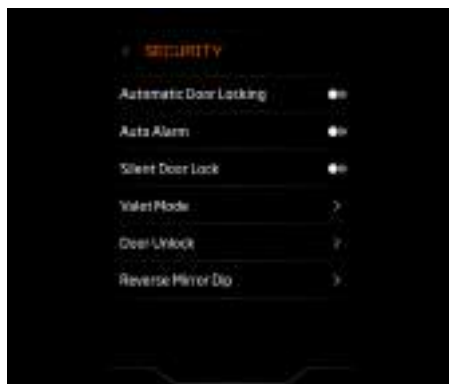 SECURITY
Automatic Door Locking
Auto Alarm
Silent Door Lock
Valet Mode
Door Unlock
Reverse Mirror Dip